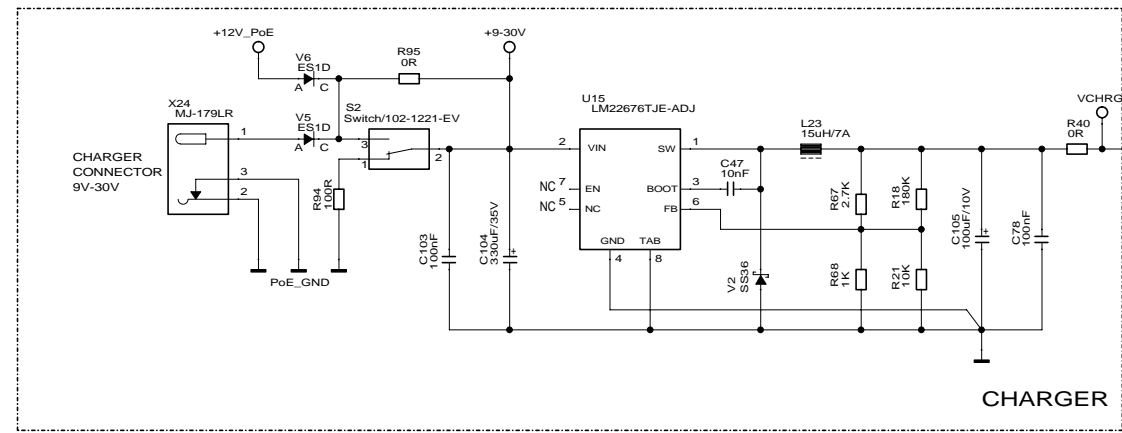 +12V_PoE
+9-30V
V6
ES1D
A C
R95
0R
X24
MJ-179LR
V5
ES1D
A C
S2
Switch/102-1221-EV
3
1
2
CHARGER
CONNECTOR
9V-30V
1
3
2
R94
100R
PoE_GND
C103
100nF
C104
330uF/35V
+
U15
LM22676TJE-ADJ
2 VIN
SW 1
NC 7 EN
BOOT 3
NC 5 NC
FB 6
GND TAB
4 8
C47
10nF
V2
SS36
L23
15uH/7A
R67
2.7K
R18
180K
R68
1K
R21
10K
C105
100uF/10V
+
C78
100nF
R40
0R
VCHRG
CHARGER